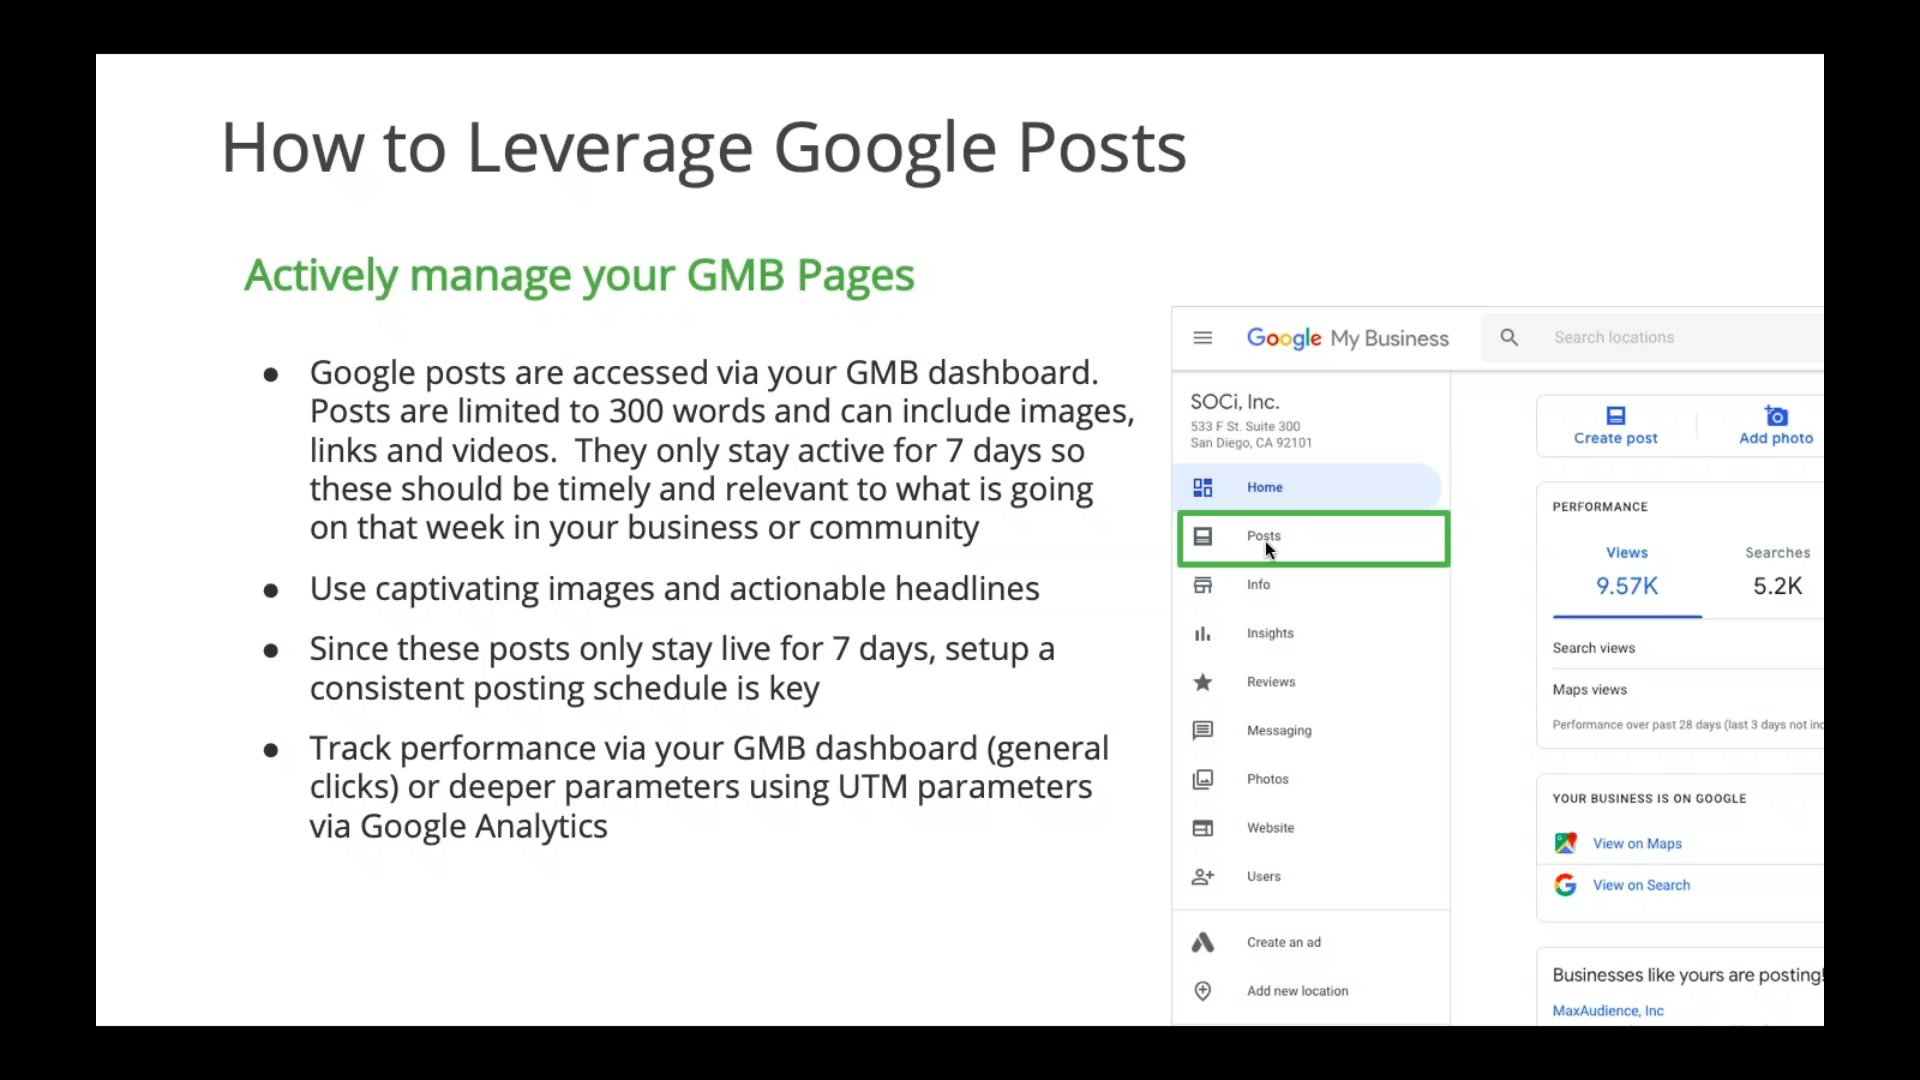 How to Leverage Google Posts
Actively manage your GMB Pages
● Google posts are accessed via your GMB dashboard.
Posts are limited to 300 words and can include images,
links and videos.  They only stay active for 7 days so
these should be timely and relevant to what is going
on that week in your business or community
● Use captivating images and actionable headlines
● Since these posts only stay live for 7 days, setup a
consistent posting schedule is key
● Track performance via your GMB dashboard (general
clicks) or deeper parameters using UTM parameters
via Google Analytics
Google My Business
Search locations
SOCi, Inc.
533 F St. Suite 300
San Diego, CA 92101
Home
Posts
Info
Insights
Reviews
Messaging
Photos
Website
Users
Create an ad
Add new location
Create post
Add photo
PERFORMANCE
Views
Searches
9.57K
5.2K
Search views
Maps views
Performance over past 28 days (last 3 days not
YOUR BUSINESS IS ON GOOGLE
View on Maps
View on Search
Businesses like yours are posting!
MaxAudience, Inc